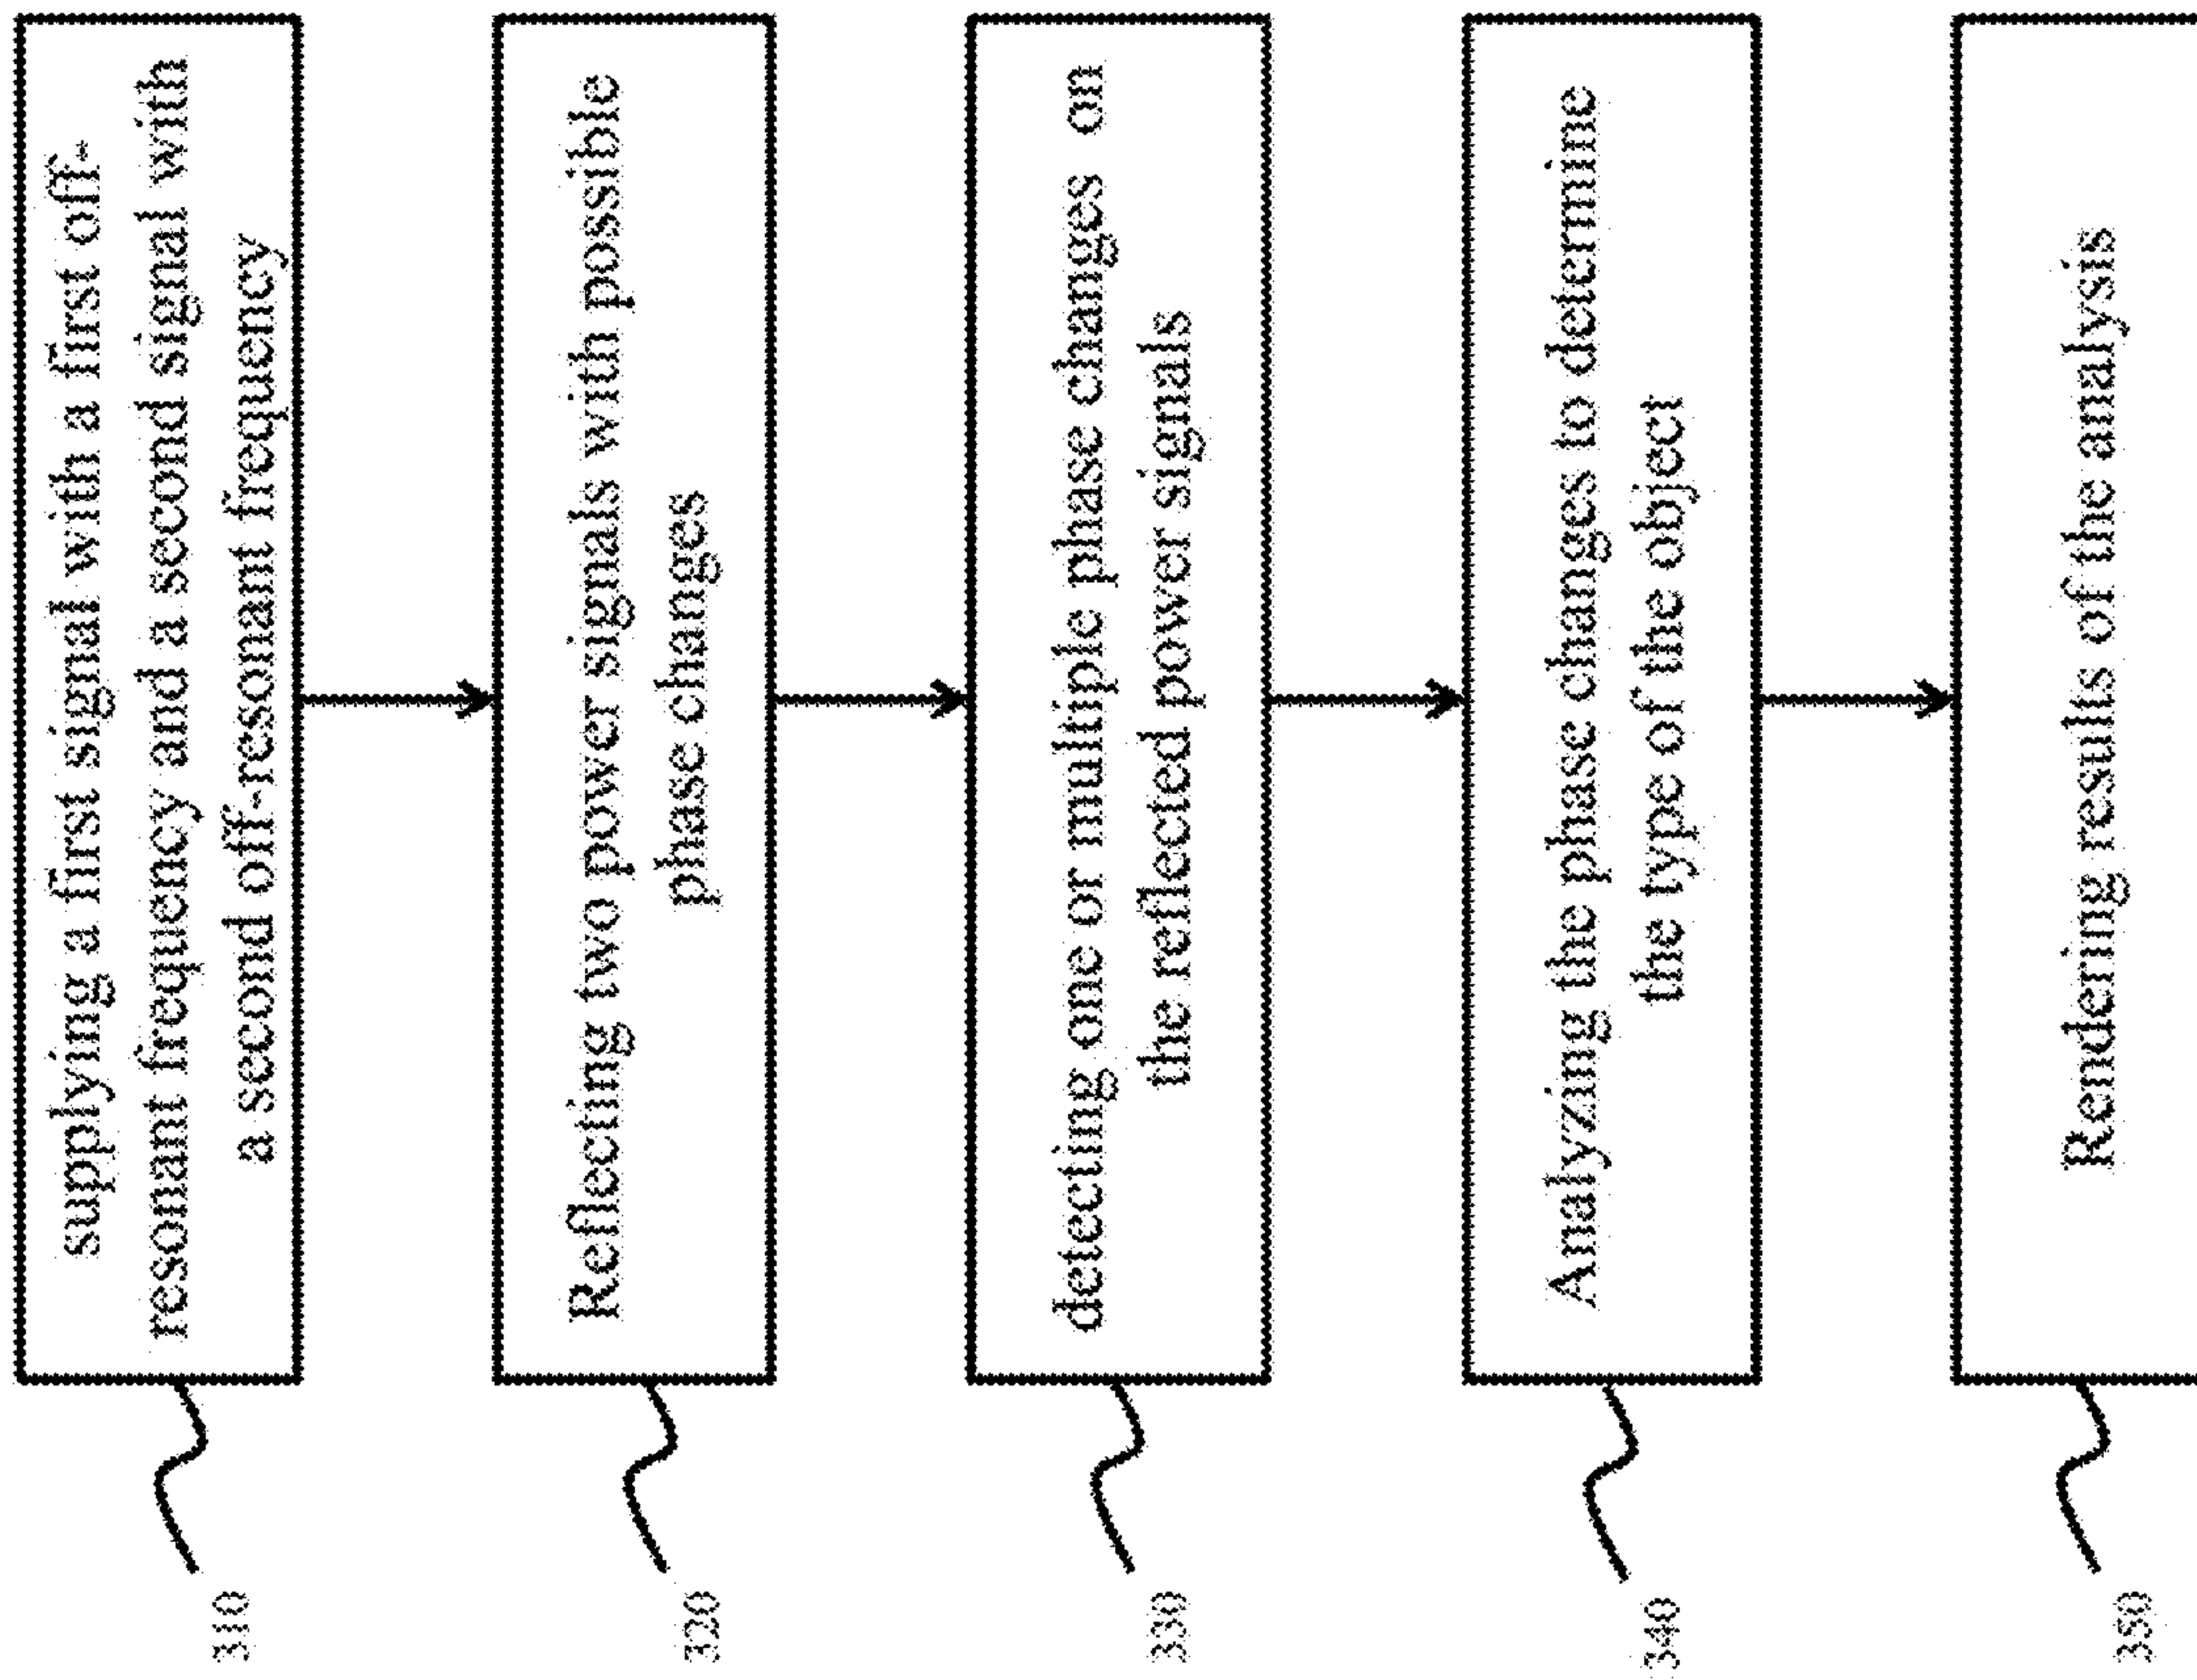 supplying a first signal with a first off-
resonant frequency and a second signal with
a second off-resonant frequency
310
Reflecting two power signals with possible
phase changes
320
detecting one or multiple phase changes on
the reflected power signals
330
Analyzing the phase changes to determine
the type of the object
340
Rendering results of the analysis
350